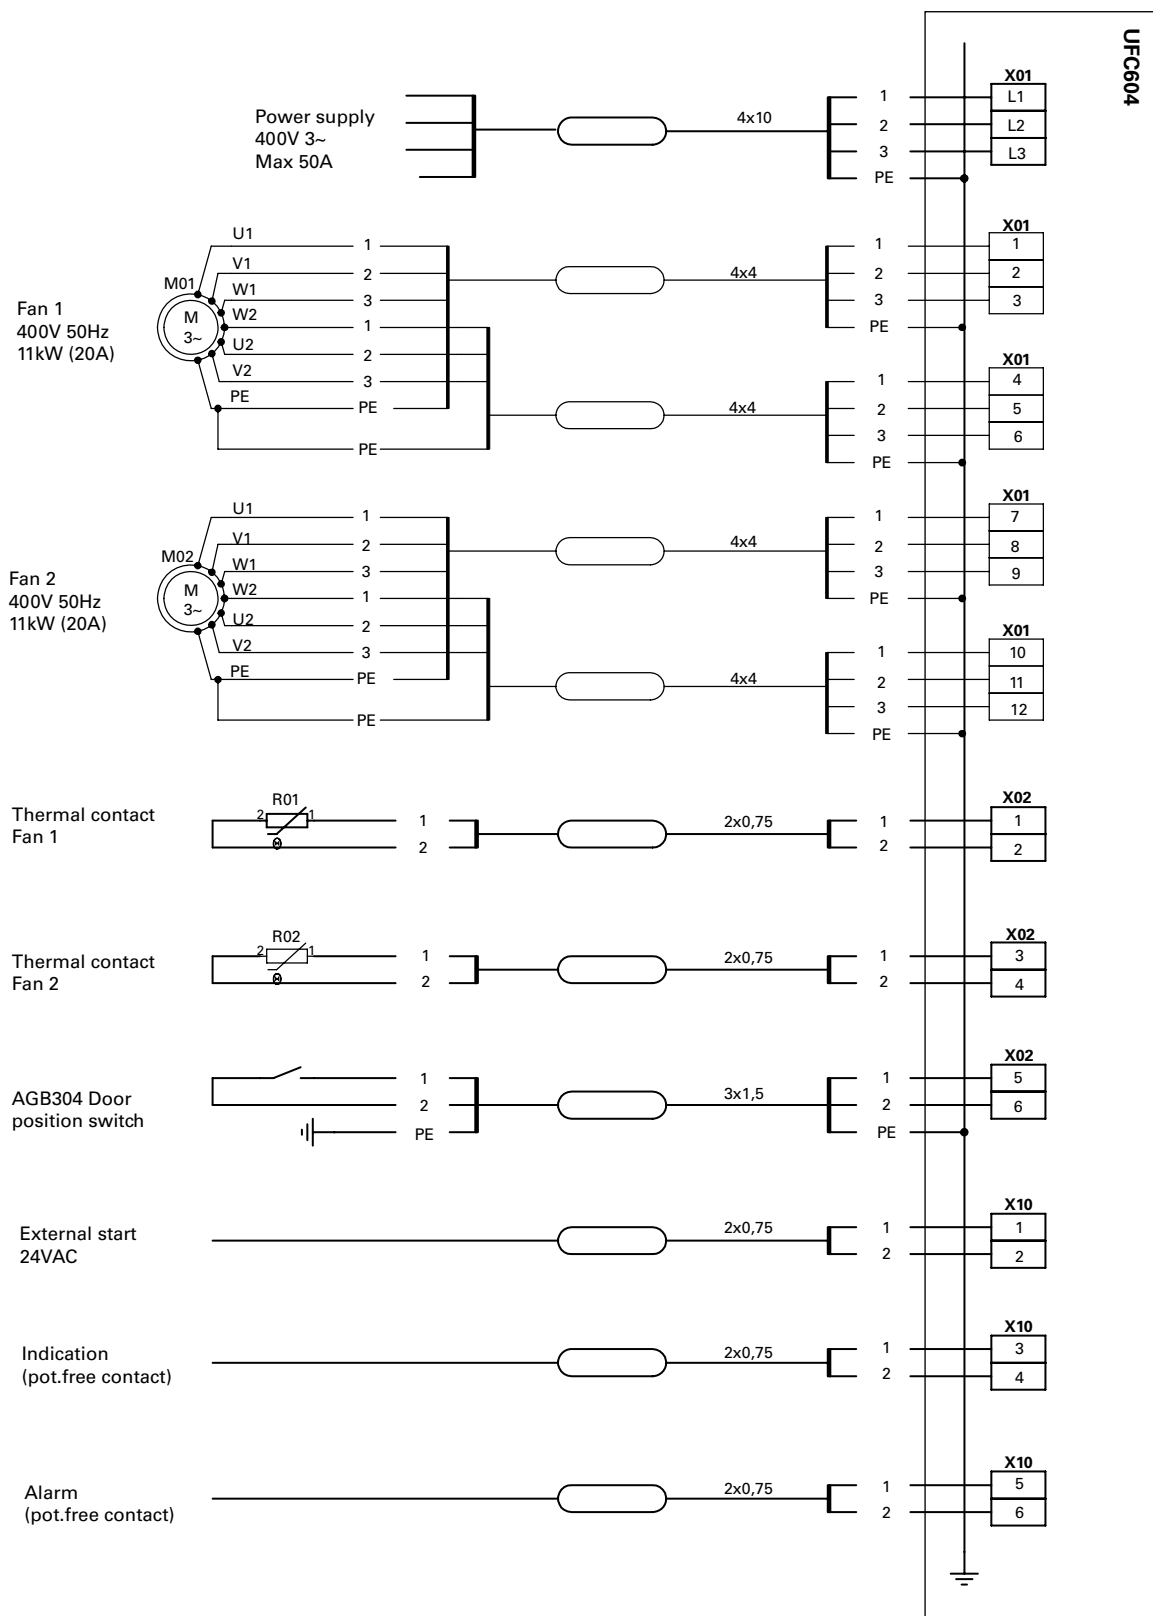 UFC604
X01
Power supply
400V 3~
Max 50A
4x10
1
L1
2
L2
3
L3
PE
X01
Fan 1
400V 50Hz
11kW (20A)
M01
M
3~
U1
1
V1
2
W1
3
W2
1
U2
2
V2
3
PE
PE
PE
4x4
1
1
2
2
3
3
PE
X01
4x4
1
4
2
5
3
6
PE
X01
Fan 2
400V 50Hz
11kW (20A)
M02
M
3~
U1
1
V1
2
W1
3
W2
1
U2
2
V2
3
PE
PE
PE
4x4
1
7
2
8
3
9
PE
X01
4x4
1
10
2
11
3
12
PE
X02
Thermal contact
Fan 1
R01
2
1
1
2
2x0,75
1
1
2
2
X02
Thermal contact
Fan 2
R02
2
1
1
2
2x0,75
1
3
2
4
X02
AGB304 Door
position switch
1
2
PE
3x1,5
1
5
2
6
PE
X10
External start
24VAC
2x0,75
1
1
2
2
X10
Indication
(pot.free contact)
2x0,75
1
3
2
4
X10
Alarm
(pot.free contact)
2x0,75
1
5
2
6